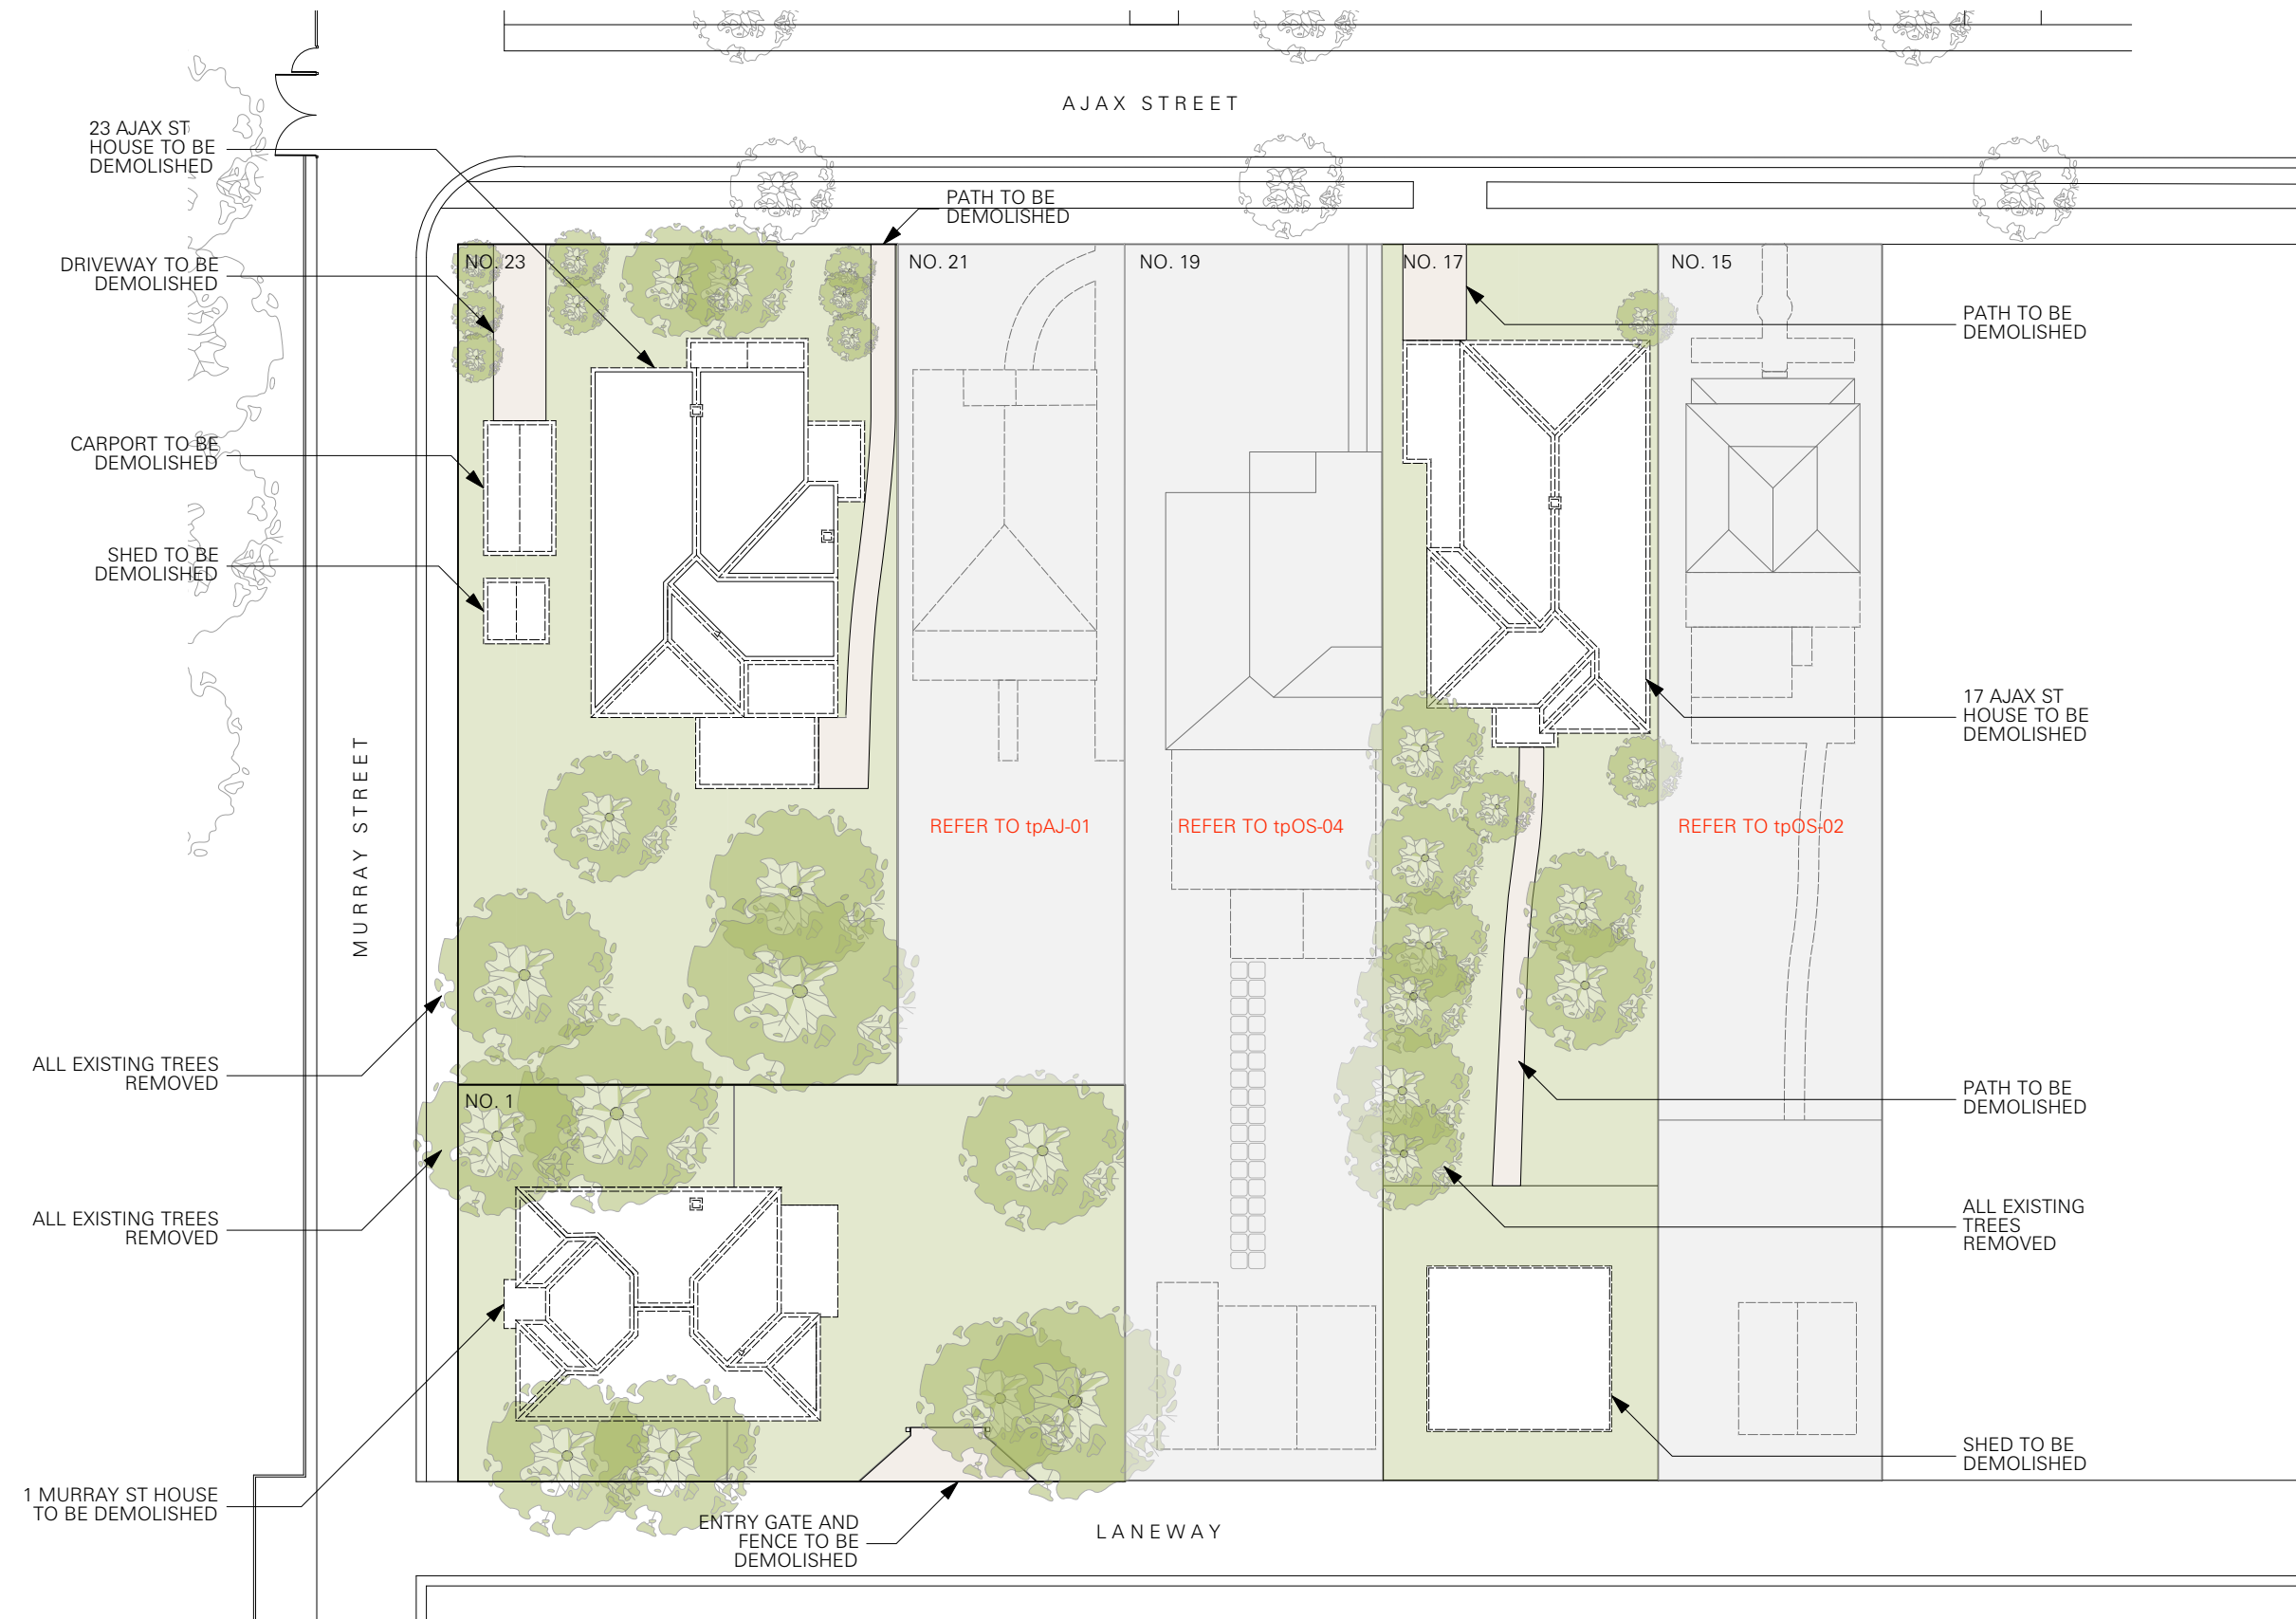 AJAX STREET
23 AJAX ST
HOUSE TO BE
DEMOLISHED
PATH TO BE
DEMOLISHED
DRIVEWAY TO BE
DEMOLISHED
NO. 23
NO. 21
NO. 19
NO. 17
NO. 15
PATH TO BE
DEMOLISHED
CARPORT TO BE
DEMOLISHED
SHED TO BE
DEMOLISHED
17 AJAX ST
HOUSE TO BE
DEMOLISHED
MURRAY STREET
REFER TO tpAJ-01
REFER TO tpOS-04
REFER TO tpOS-02
ALL EXISTING TREES
REMOVED
NO. 1
PATH TO BE
DEMOLISHED
ALL EXISTING TREES
REMOVED
ALL EXISTING
TREES
REMOVED
1 MURRAY ST HOUSE
TO BE DEMOLISHED
SHED TO BE
DEMOLISHED
ENTRY GATE AND
FENCE TO BE
DEMOLISHED
LANEWAY